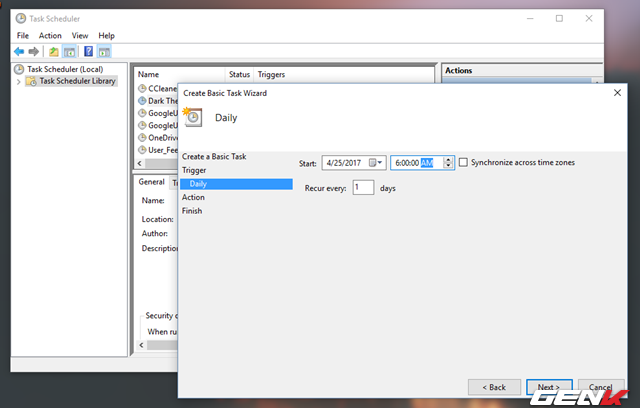 Task Scheduler
File Action View Help
Task Scheduler (Local)
Task Scheduler Library
Name Status Triggers
CCleane
Dark The
GoogleU
GoogleU
OneDrive
User_Fee
Actions
General Tr
Name:
Location:
Author:
Description
Security o
When ru
Create Basic Task Wizard
Daily
Create a Basic Task
Trigger
Daily
Action
Finish
Start: 4/25/2017 6:00:00 AM Synchronize across time zones
Recur every: 1 days
< Back Next > Cancel
GENK